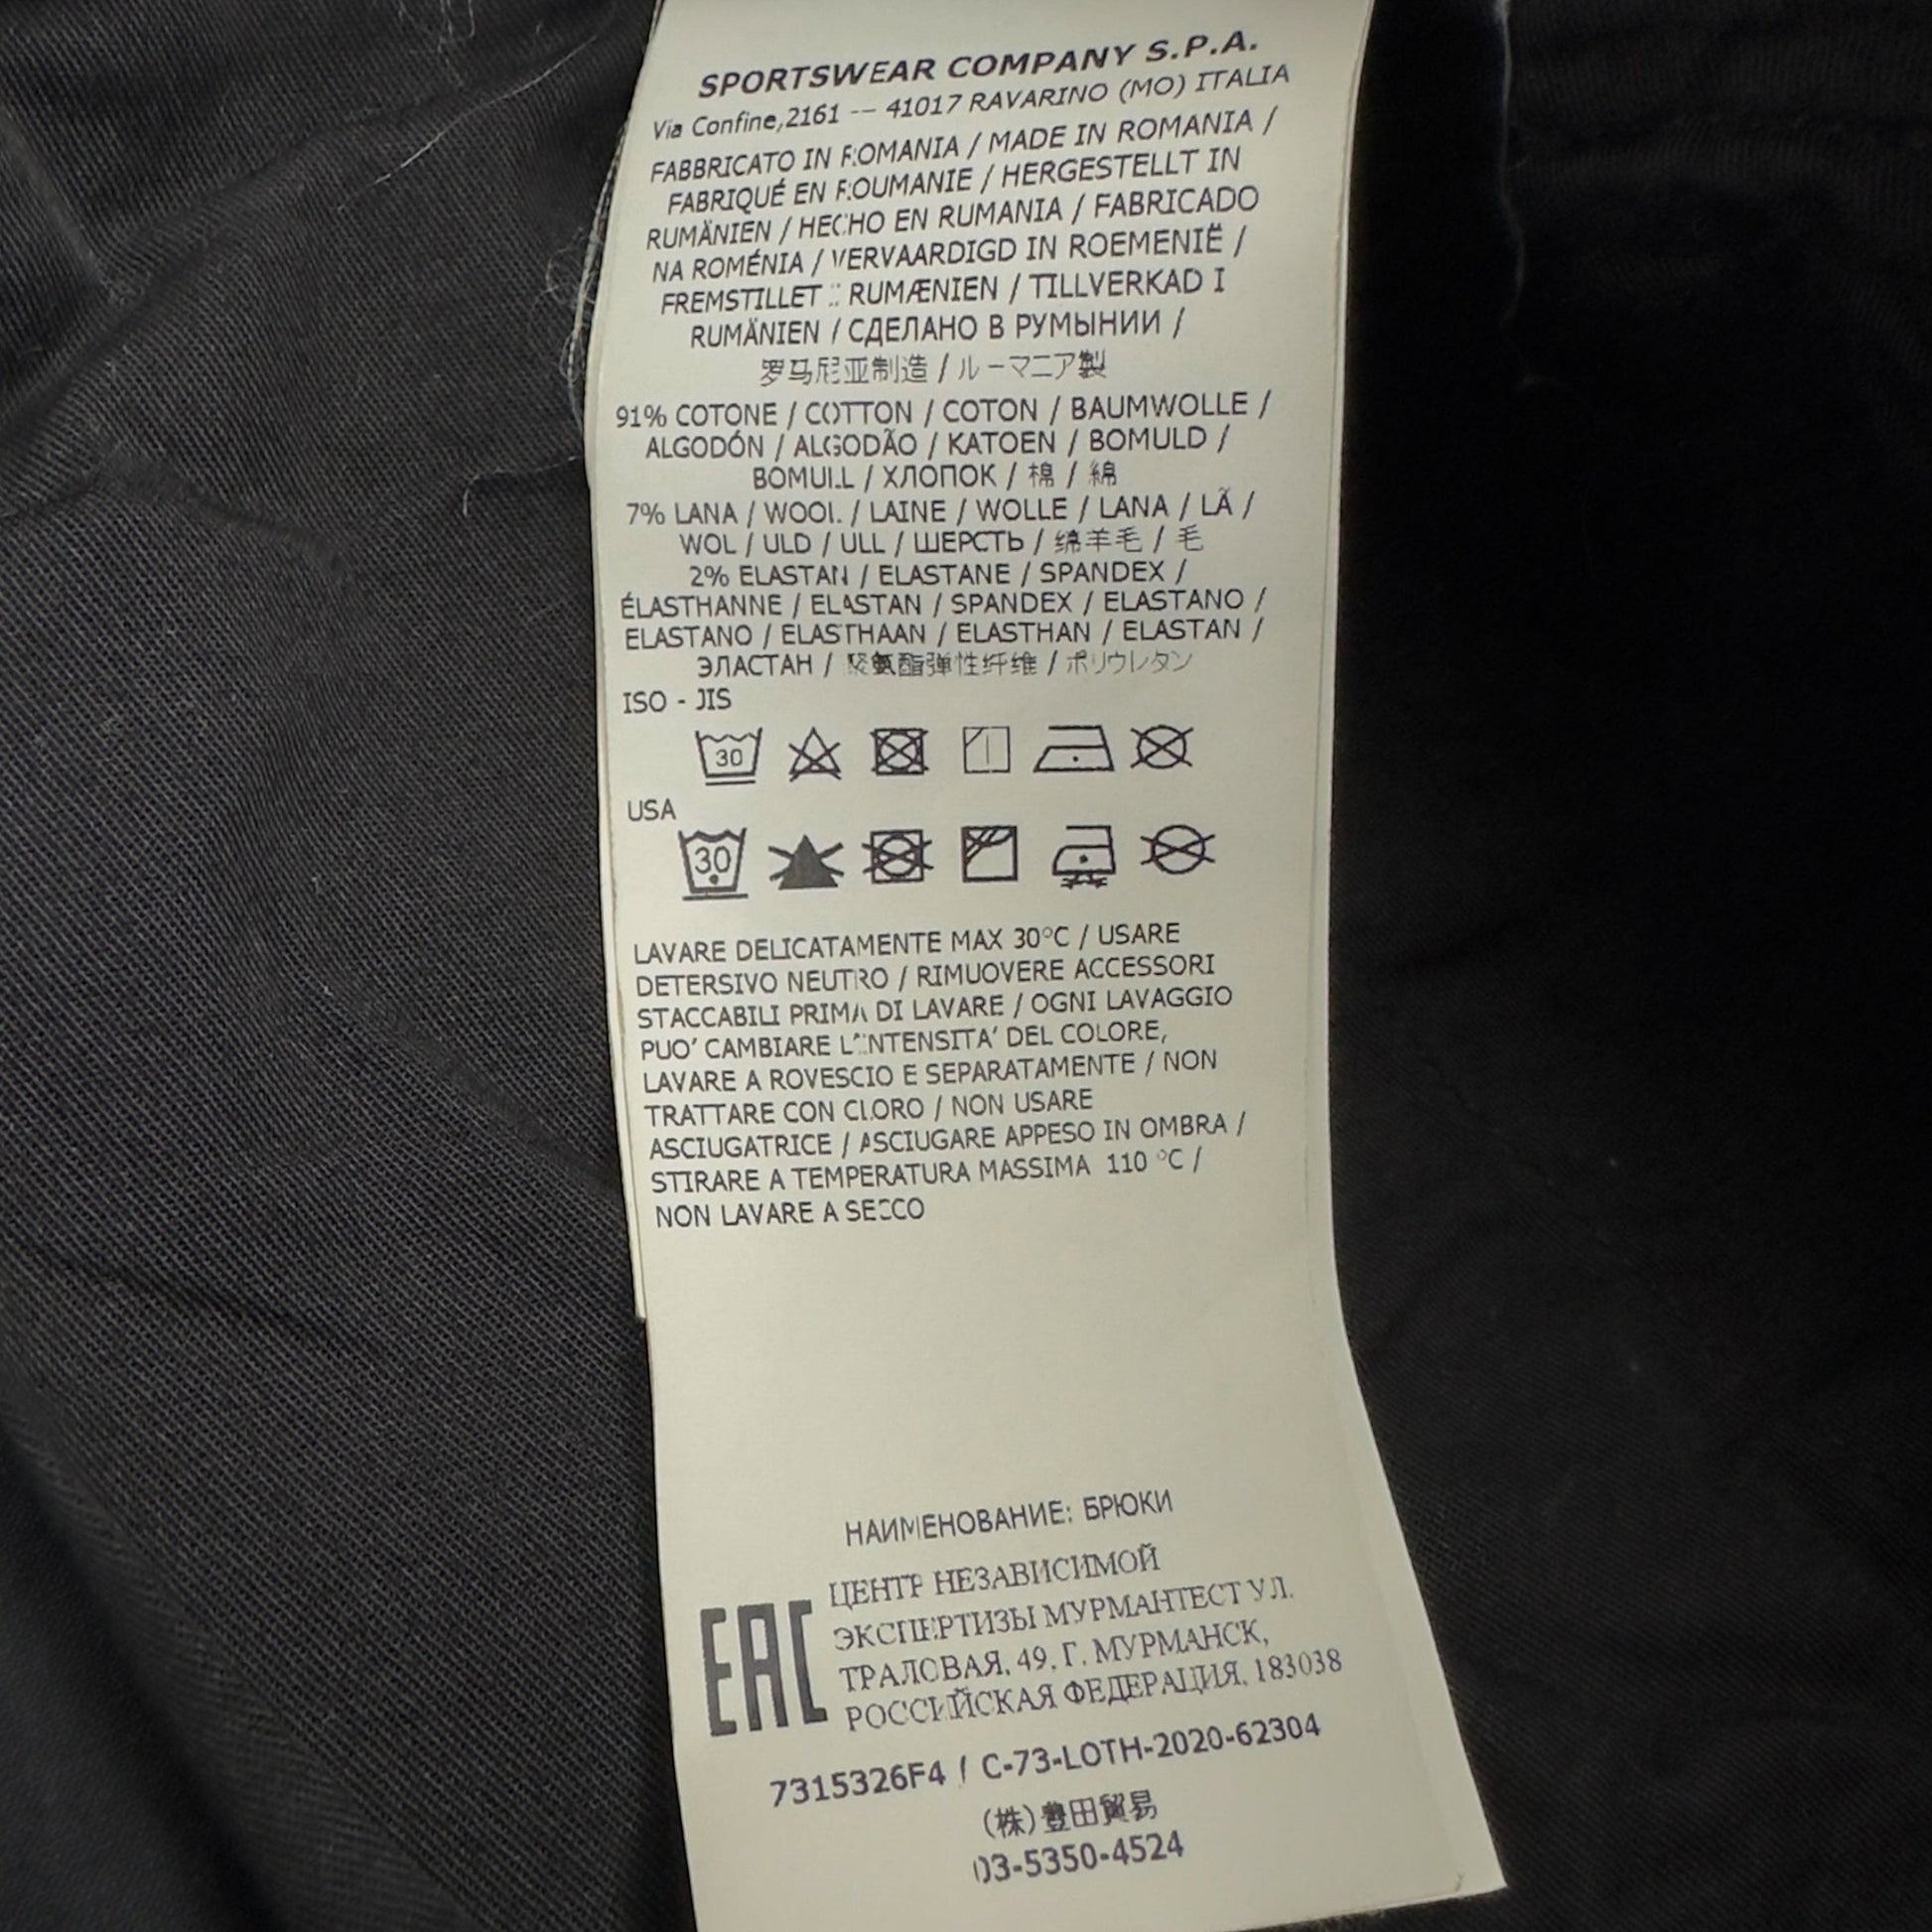 SPORTSWEAR COMPANY S.P.A.
Via Confine,2161 -- 41017 RAVARINO (MO) ITALIA
FABBRICATO IN ROMANIA / MADE IN ROMANIA /
FABRIQUÉ EN ROUMANIE / HERGESTELLT IN
RUMÄNIEN / HECHO EN RUMANIA / FABRICADO
NA ROMÉNIA / VERVAARDIGD IN ROEMENIË /
FREMSTILLET I RUMÆNIEN / TILLVERKAD I
RUMÄNIEN / СДЕЛАНО В РУМЫНИИ /
罗马尼亚制造 / ルーマニア製
91% COTONE / COTTON / COTON / BAUMWOLLE /
ALGODÓN / ALGODÃO / KATOEN / BOMULD /
BOMULL / ХЛОПОК / 棉 / 綿
7% LANA / WOOL / LAINE / WOLLE / LANA / LÃ /
WOL / ULD / ULL / ШЕРСТЬ / 绵羊毛 / 毛
2% ELASTAN / ELASTANE / SPANDEX /
ÉLASTHANNE / ELASTAN / SPANDEX / ELASTANO /
ELASTANO / ELASTHAAN / ELASTHAN / ELASTAN /
ЭЛАСТАН / 聚氨酯弹性纤维 / ポリウレタン
ISO - JIS
30
USA
30
LAVARE DELICATAMENTE MAX 30°C / USARE
DETERSIVO NEUTRO / RIMUOVERE ACCESSORI
STACCABILI PRIMA DI LAVARE / OGNI LAVAGGIO
PUO' CAMBIARE L'INTENSITA' DEL COLORE,
LAVARE A ROVESCIO E SEPARATAMENTE / NON
TRATTARE CON CLORO / NON USARE
ASCIUGATRICE / ASCIUGARE APPESO IN OMBRA /
STIRARE A TEMPERATURA MASSIMA 110 °C /
NON LAVARE A SECCO
НАИМЕНОВАНИЕ: БРЮКИ
EAC
ЦЕНТР НЕЗАВИСИМОЙ
ЭКСПЕРТИЗЫ МУРМАНТЕСТ УЛ.
ТРАЛОВАЯ, 49, Г. МУРМАНСК,
РОССИЙСКАЯ ФЕДЕРАЦИЯ, 183038
7315326F4 / C-73-LOTH-2020-62304
(株)豊田貿易
03-5350-4524